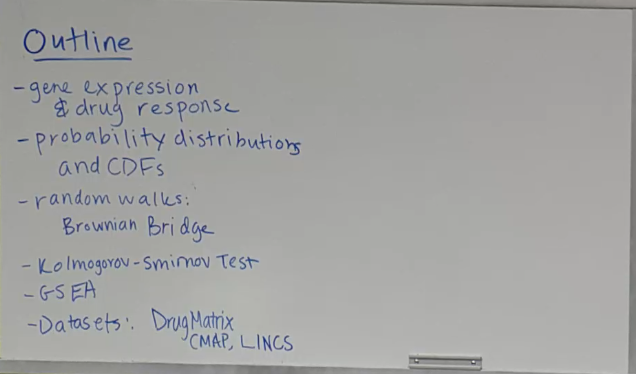 Outline
- gene expression
& drug response
- probability distributions
and CDFs
- random walks:
Brownian Bridge
- Kolmogorov-Smirnov Test
- GSEA
- Datasets: DrugMatrix
CMAP, LINCS